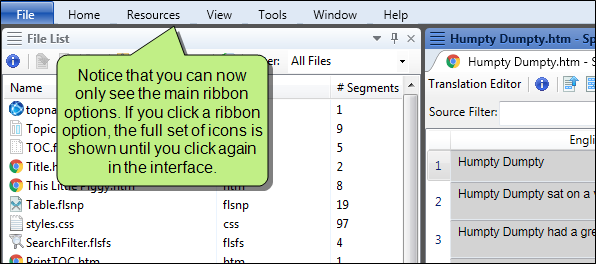 File Home Resources View Tools Window Help
File List
Humpty Dumpty.htm - Sp
er: All Files
Humpty Dumpty.htm
Translation Editor
Source Filter:
Notice that you can now
only see the main ribbon
options. If you click a ribbon
option, the full set of icons is
shown until you click again
in the interface.
Name # Segments
topna 1
Topic 9
TOC.f 5
Title.h 2
This Little Piggy.htm htm 8
Table.flsnp flsnp 19
styles.css css 97
SearchFilter.flsfs flsfs 4
PrintTOC.htm htm 1
Engli
1 Humpty Dumpty
2 Humpty Dumpty sat on a w
3 Humpty Dumpty had a gre